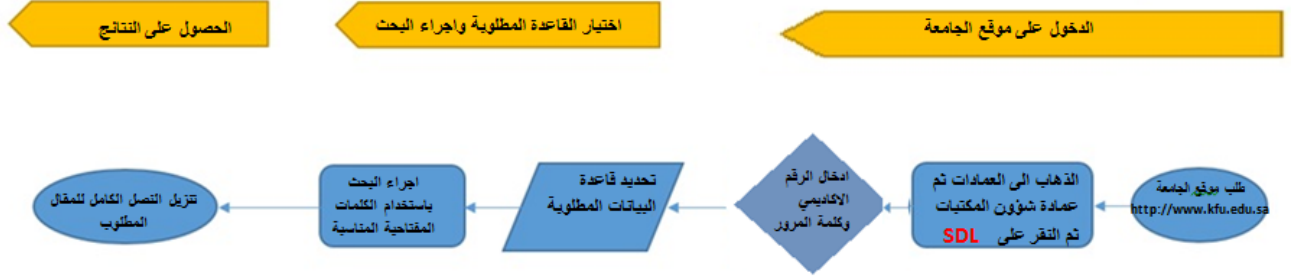 الدخول على موقع الجامعة
اختيار القاعدة المطلوبة واجراء البحث
الحصول على النتائج
طلب موقع الجامعة
http://www.kfu.edu.sa
الذهاب الى العمادات ثم
عمادة شؤون المكتبات
ثم النقر على SDL
ادخال الرقم
الاكاديمي
وكلمة المرور
تحديد قاعدة
البيانات المطلوبة
اجراء البحث
باستخدام الكلمات
المفتاحية المناسبة
تنزيل النصل الكامل للمقال
المطلوب